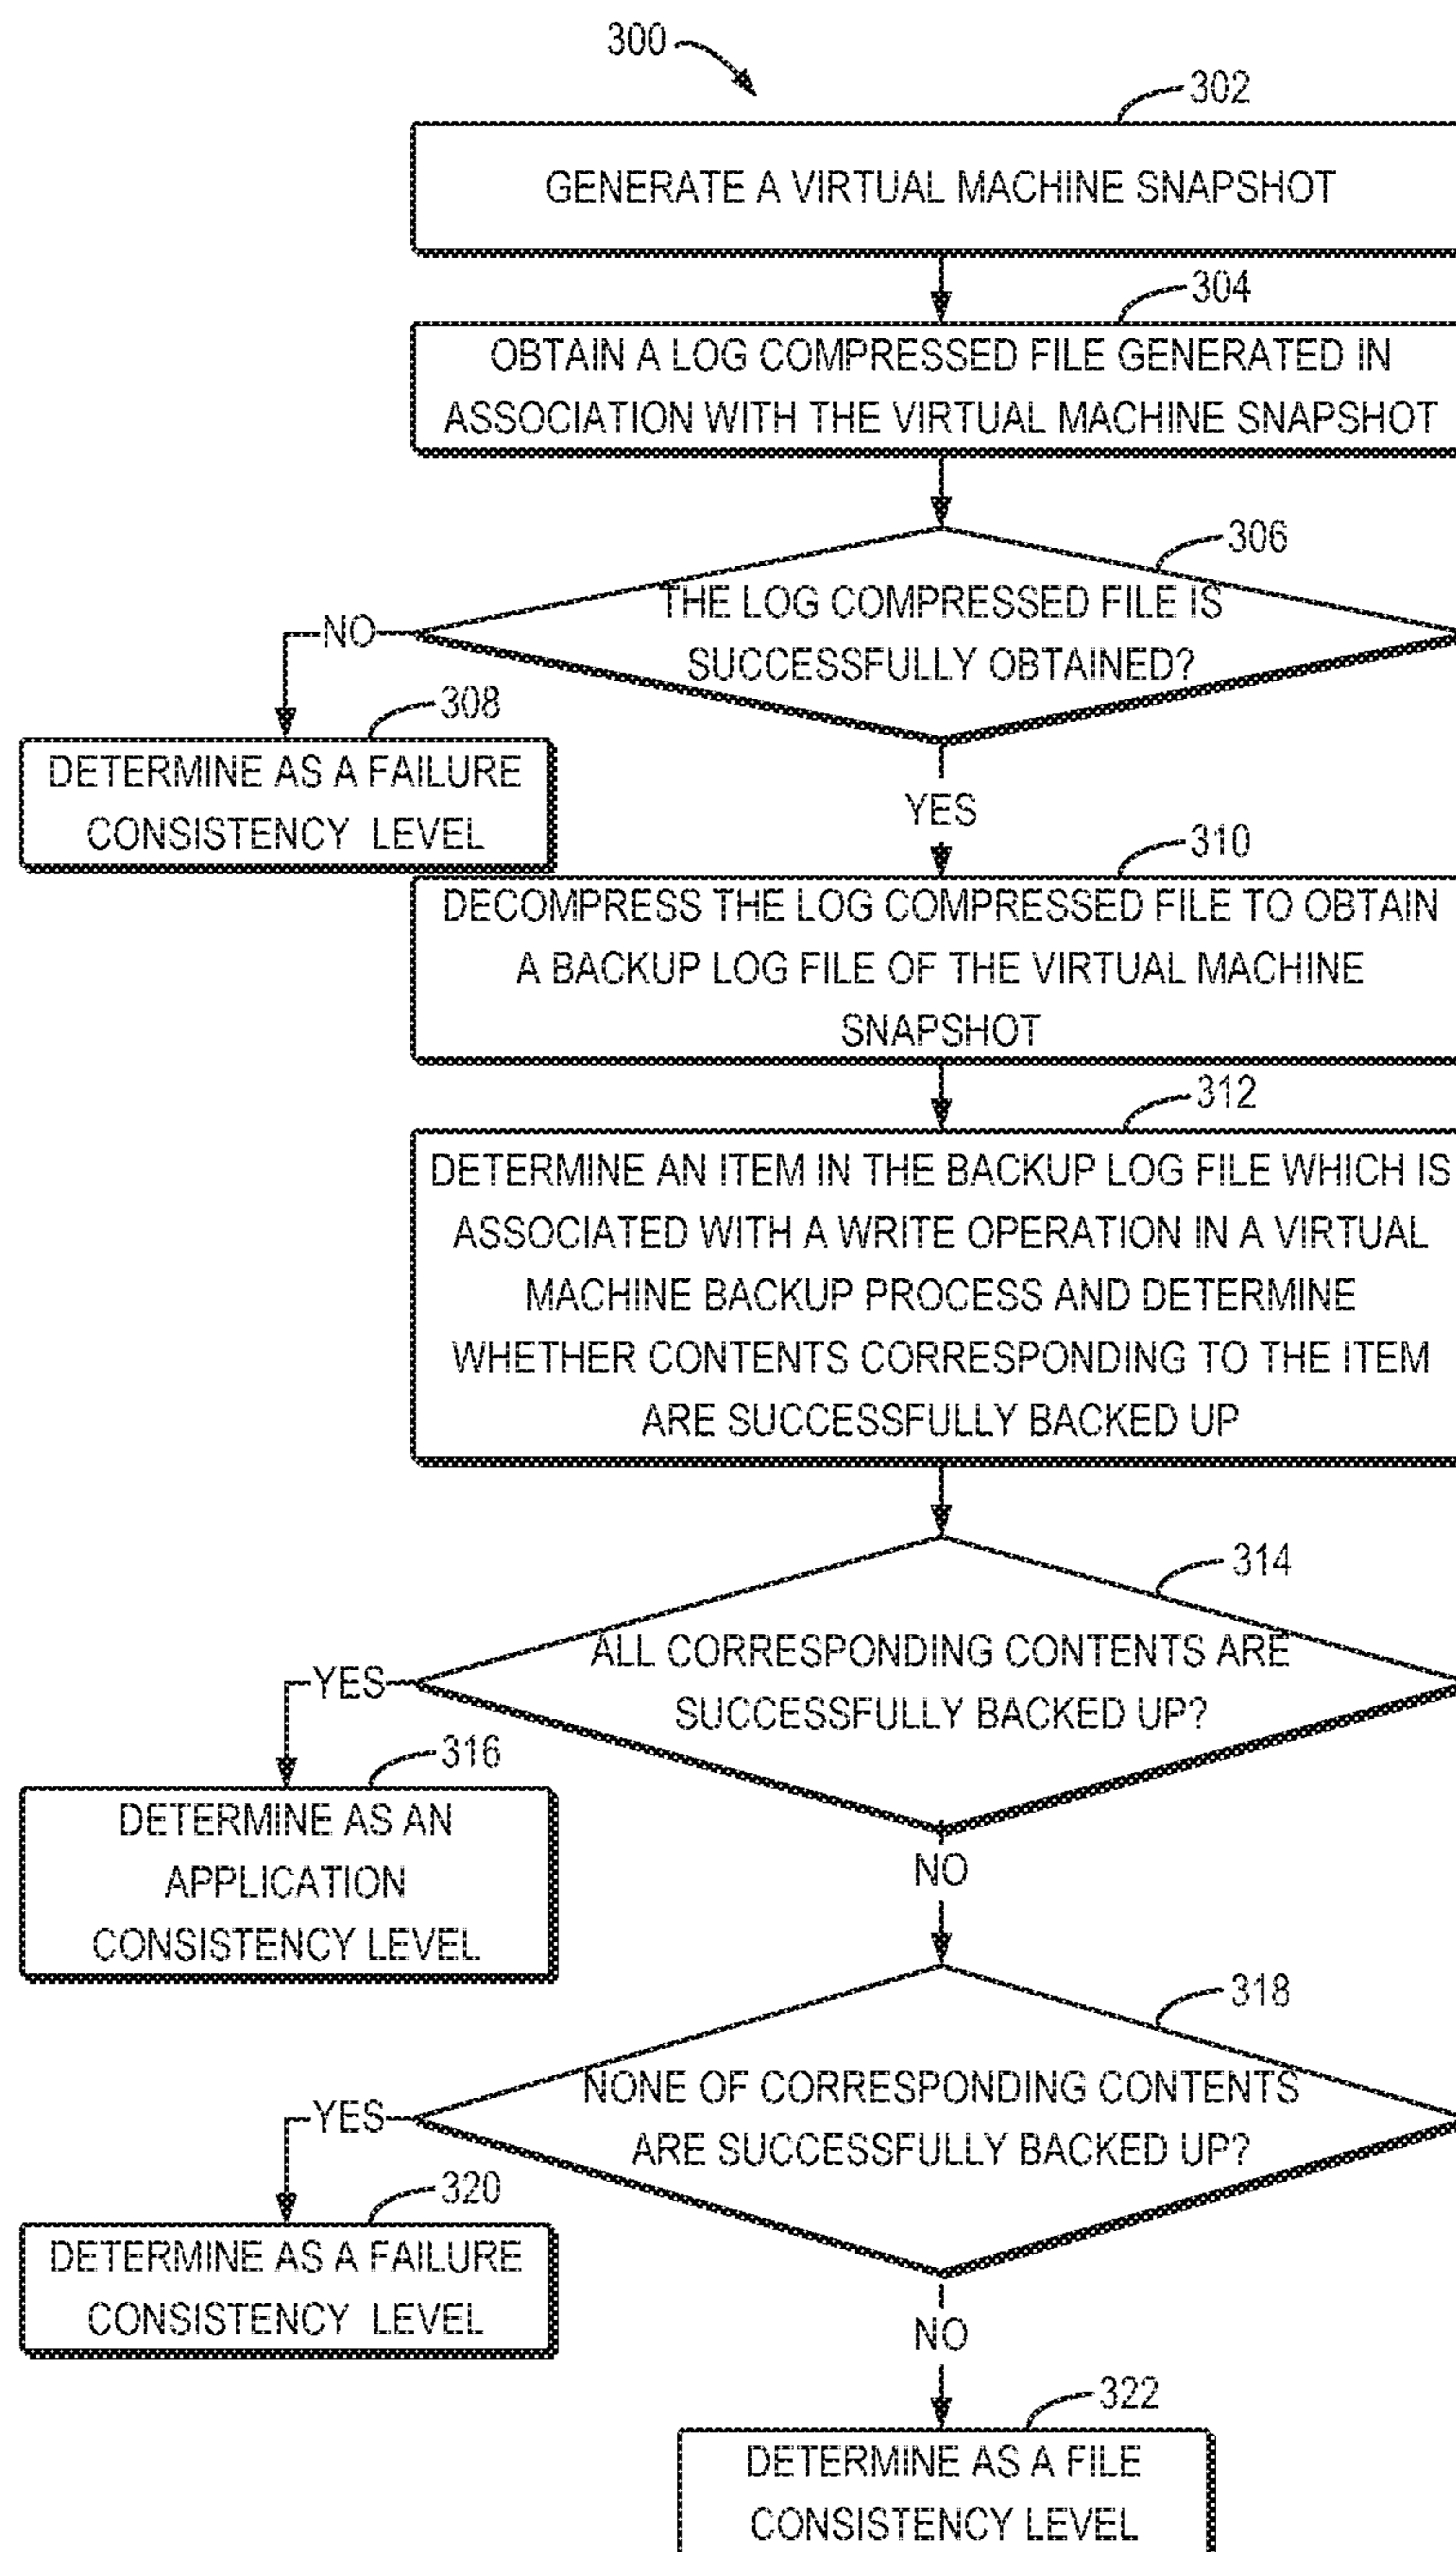 300
302
GENERATE A VIRTUAL MACHINE SNAPSHOT
304
OBTAIN A LOG COMPRESSED FILE GENERATED IN
ASSOCIATION WITH THE VIRTUAL MACHINE SNAPSHOT
306
THE LOG COMPRESSED FILE IS
SUCCESSFULLY OBTAINED?
NO
308
DETERMINE AS A FAILURE
CONSISTENCY LEVEL
YES
310
DECOMPRESS THE LOG COMPRESSED FILE TO OBTAIN
A BACKUP LOG FILE OF THE VIRTUAL MACHINE
SNAPSHOT
312
DETERMINE AN ITEM IN THE BACKUP LOG FILE WHICH IS
ASSOCIATED WITH A WRITE OPERATION IN A VIRTUAL
MACHINE BACKUP PROCESS AND DETERMINE
WHETHER CONTENTS CORRESPONDING TO THE ITEM
ARE SUCCESSFULLY BACKED UP
314
ALL CORRESPONDING CONTENTS ARE
SUCCESSFULLY BACKED UP?
YES
316
DETERMINE AS AN
APPLICATION
CONSISTENCY LEVEL
NO
318
NONE OF CORRESPONDING CONTENTS
ARE SUCCESSFULLY BACKED UP?
YES
320
DETERMINE AS A FAILURE
CONSISTENCY LEVEL
NO
322
DETERMINE AS A FILE
CONSISTENCY LEVEL